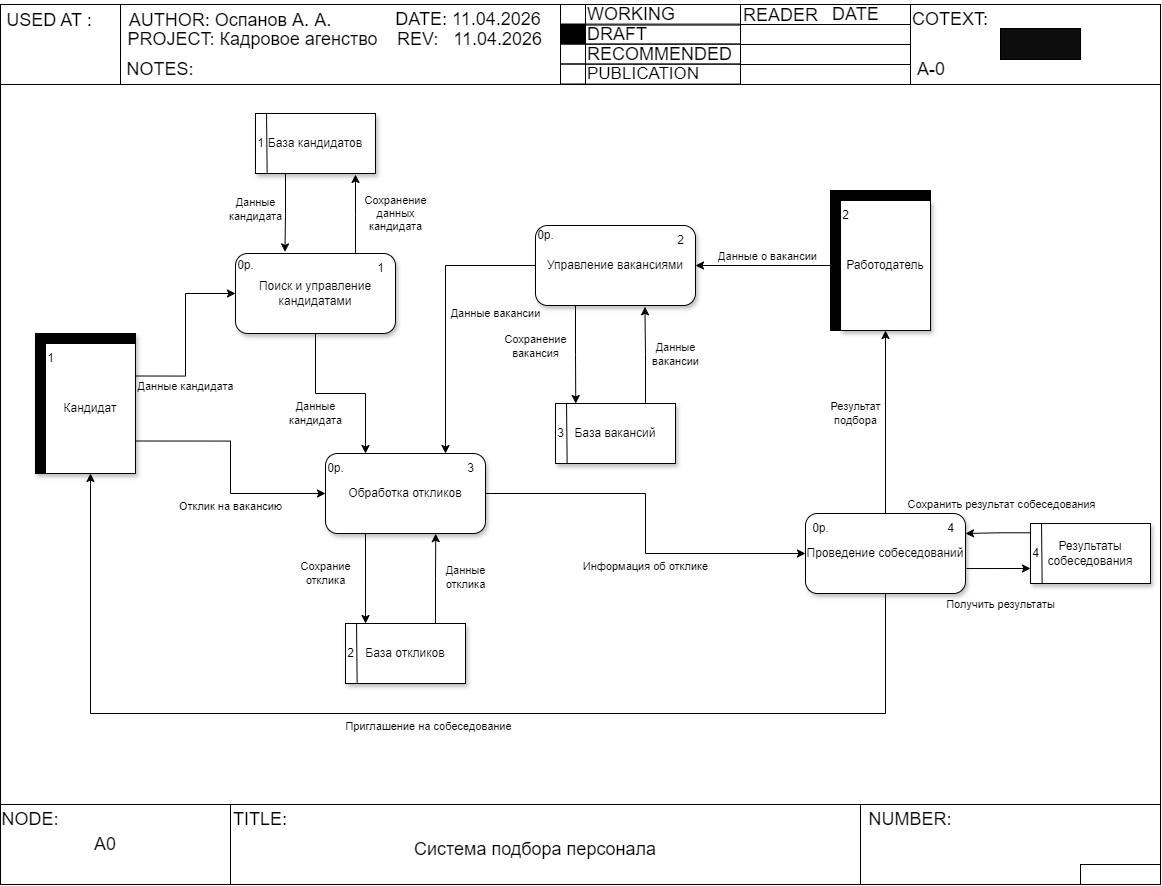 USED AT :
AUTHOR: Оспанов А. А.
DATE: 11.04.2026
PROJECT: Кадровое агенство
REV: 11.04.2026
NOTES:
WORKING
DRAFT
RECOMMENDED
PUBLICATION
READER DATE
COTEXT:
A-0
1
База кандидатов
Данные
кандидата
Сохранение
данных
кандидата
0р.
1
Поиск и управление
кандидатами
0р.
2
Управление вакансиями
Данные о вакансии
2
Работодатель
Данные вакансии
Сохранение
вакансия
Данные
вакансии
1
Кандидат
Данные кандидата
Данные
кандидата
3
База вакансий
Результат
подбора
0р.
3
Обработка откликов
Отклик на вакансию
Сохранить результат собеседования
0р.
4
Проведение собеседований
4
Результаты
собеседования
Сохрание
отклика
Данные
отклика
Информация об отклике
Получить результаты
2
База откликов
Приглашение на собеседование
NODE:
A0
TITLE:
Система подбора персонала
NUMBER: